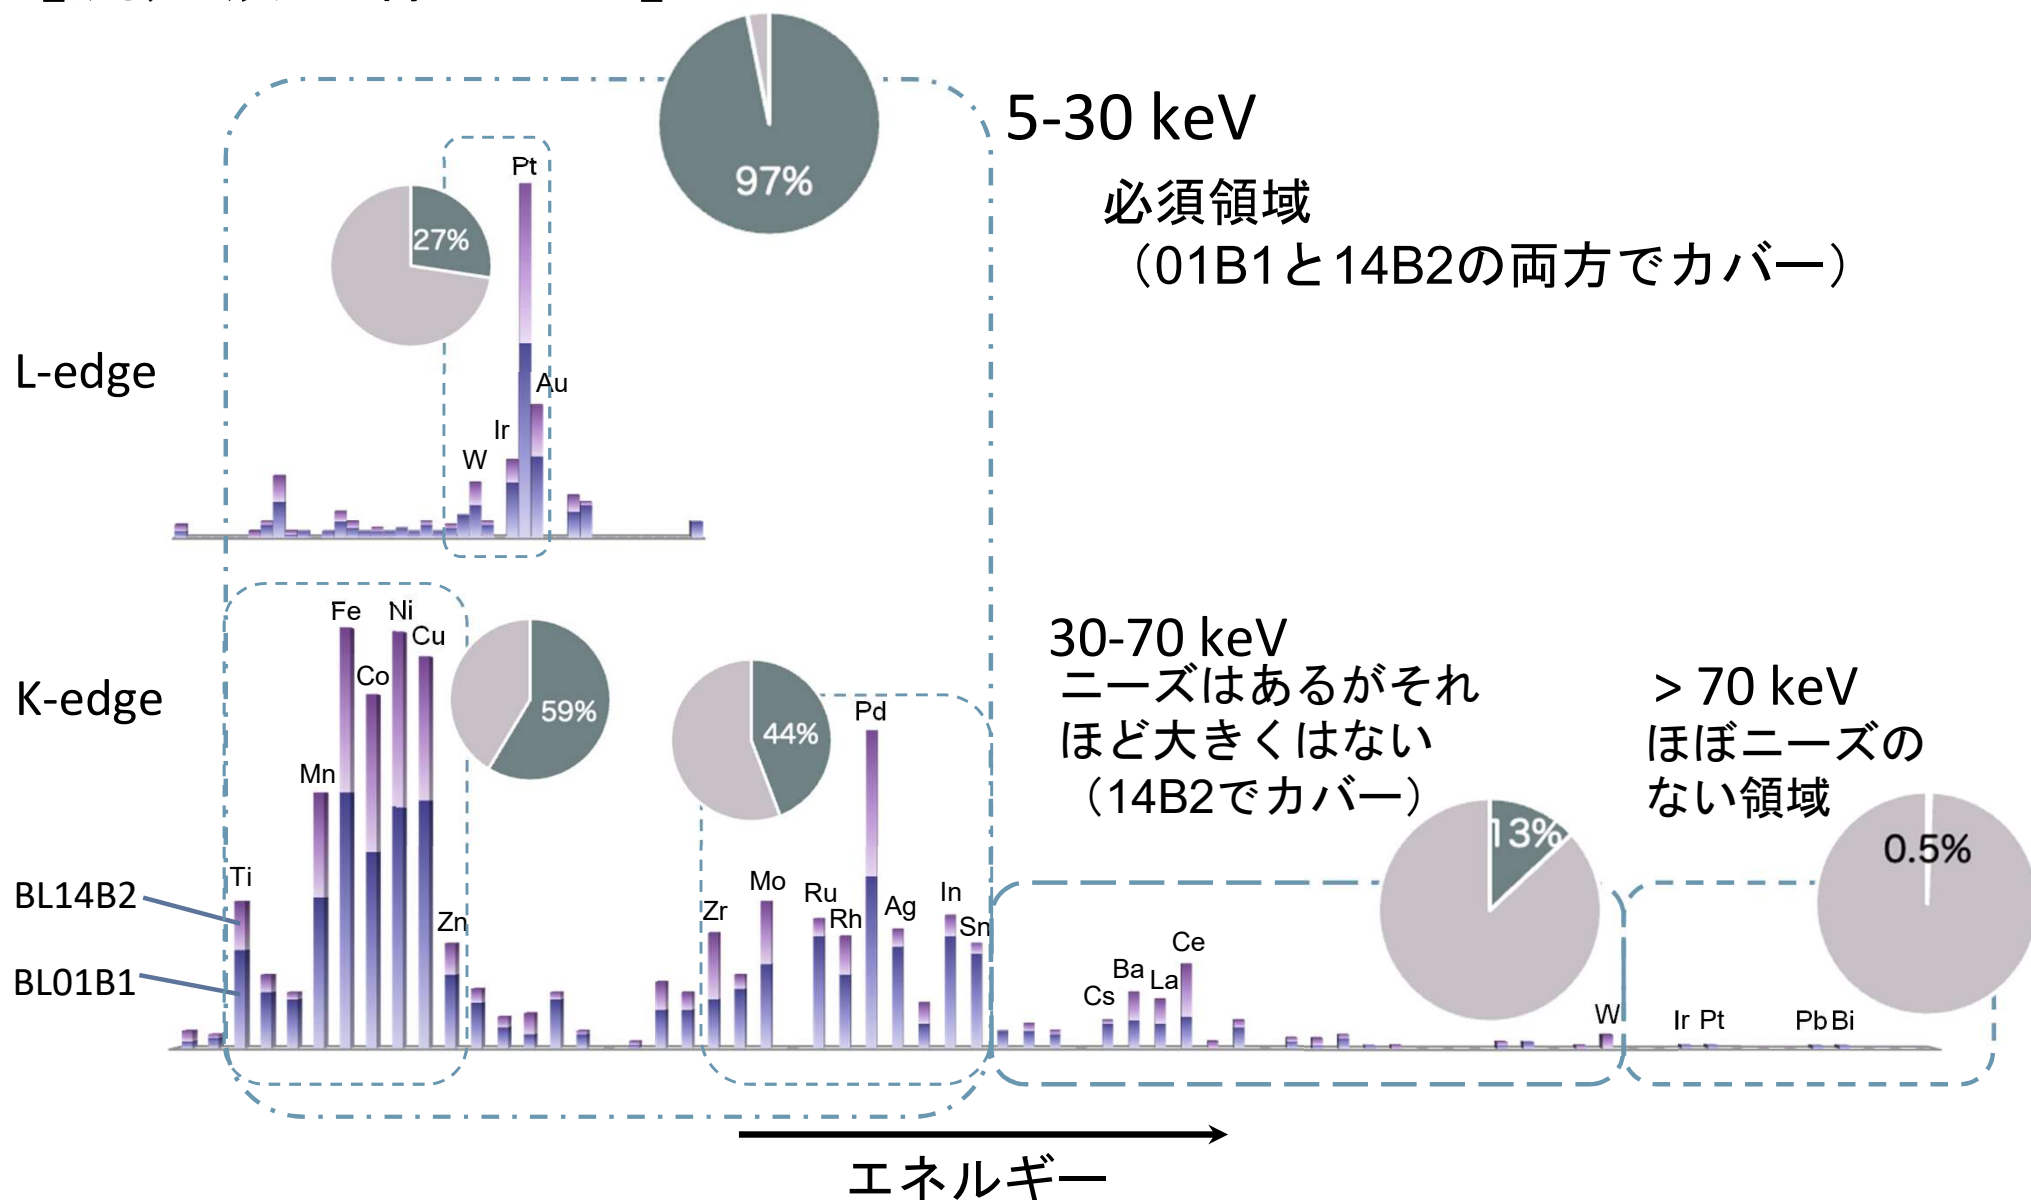 97%
5-30 keV
必須領域
（01B1と14B2の両方でカバー）
Pt
27%
Au
Ir
W
L-edge
Fe
Ni
Cu
Co
Mn
59%
K-edge
44%
Pd
30-70 keV
ニーズはあるがそれ
ほど大きくはない
（14B2でカバー）
> 70 keV
ほぼニーズの
ない領域
13%
0.5%
BL14B2
BL01B1
Ti
Zn
Zr
Mo
Ru
Rh
Ag
In
Sn
Cs
Ba
La
Ce
W
Ir
Pt
Pb
Bi
エネルギー